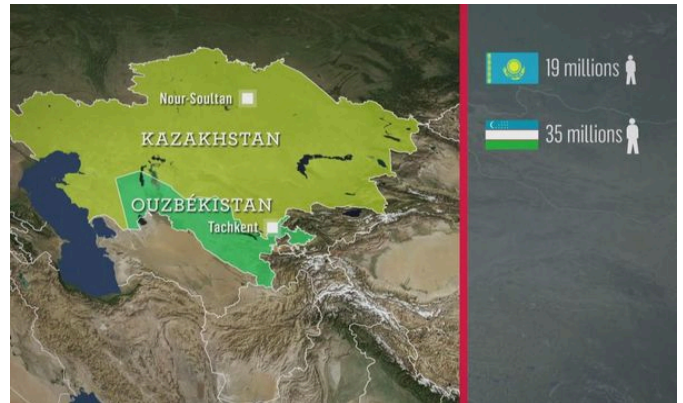 Nour-Soultan
KAZAKHSTAN
OUZBÉKISTAN
Tachkent
19 millions
35 millions